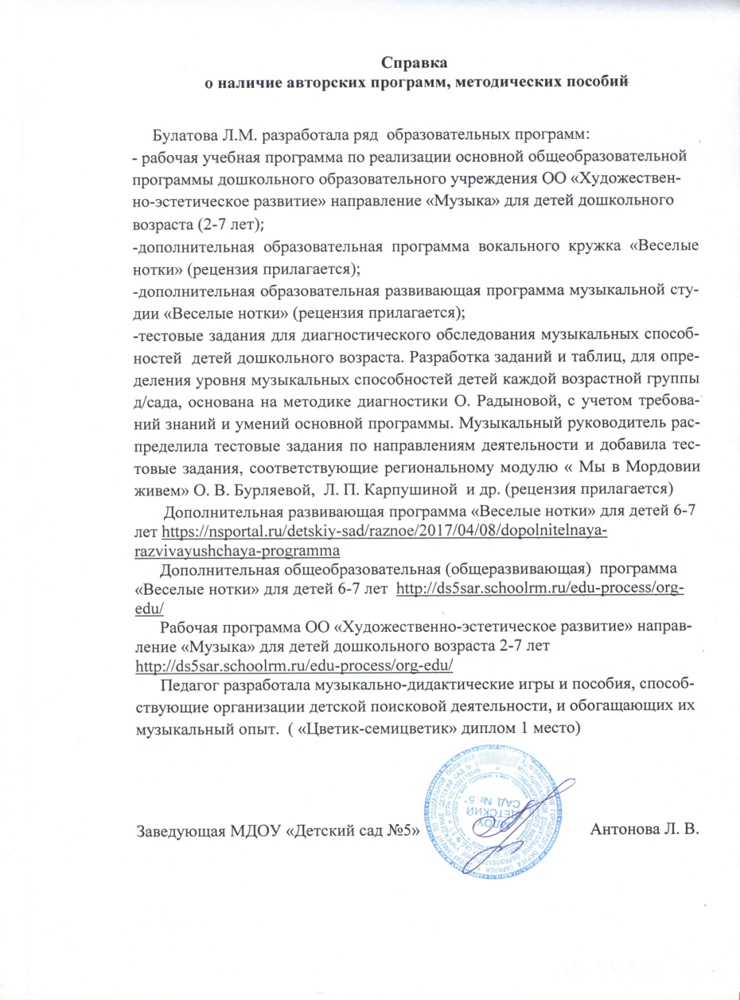 Справка
о наличие авторских программ, методических пособий
Булатова Л.М. разработала ряд образовательных программ:
- рабочая учебная программа по реализации основной общеобразовательной
программы дошкольного образовательного учреждения ОО «Художествен-
но-эстетическое развитие» направление «Музыка» для детей дошкольного
возраста (2-7 лет);
-дополнительная образовательная программа вокального кружка «Веселые
нотки» (рецензия прилагается);
-дополнительная образовательная развивающая программа музыкальной сту-
дии «Веселые нотки» (рецензия прилагается);
-тестовые задания для диагностического обследования музыкальных способ-
ностей детей дошкольного возраста. Разработка заданий и таблиц, для опре-
деления уровня музыкальных способностей детей каждой возрастной группы
д/сада, основана на методике диагностики О. Радыновой, с учетом требова-
ний знаний и умений основной программы. Музыкальный руководитель рас-
пределила тестовые задания по направлениям деятельности и добавила тес-
товые задания, соответствующие региональному модулю « Мы в Мордовии
живем» О. В. Бурляевой, Л. П. Карпушиной и др. (рецензия прилагается)
Дополнительная развивающая программа «Веселые нотки» для детей 6-7
лет https://nsportal.ru/detskiy-sad/raznoe/2017/04/08/dopolnitelnaya-
razvivayushchaya-programma
Дополнительная общеобразовательная (общеразвивающая) программа
«Веселые нотки» для детей 6-7 лет http://ds5sar.schoolrm.ru/edu-process/org-
edu/
Рабочая программа ОО «Художественно-эстетическое развитие» направ-
ление «Музыка» для детей дошкольного возраста 2-7 лет
http://ds5sar.schoolrm.ru/edu-process/org-edu/
Педагог разработала музыкально-дидактические игры и пособия, способ-
ствующие организации детской поисковой деятельности, и обогащающих их
музыкальный опыт. ( «Цветик-семицветик» диплом 1 место)
Заведующая МДОУ «Детский сад №5» Антонова Л. В.
МДОУ
"ДЕТСКИЙ
САД № 5"